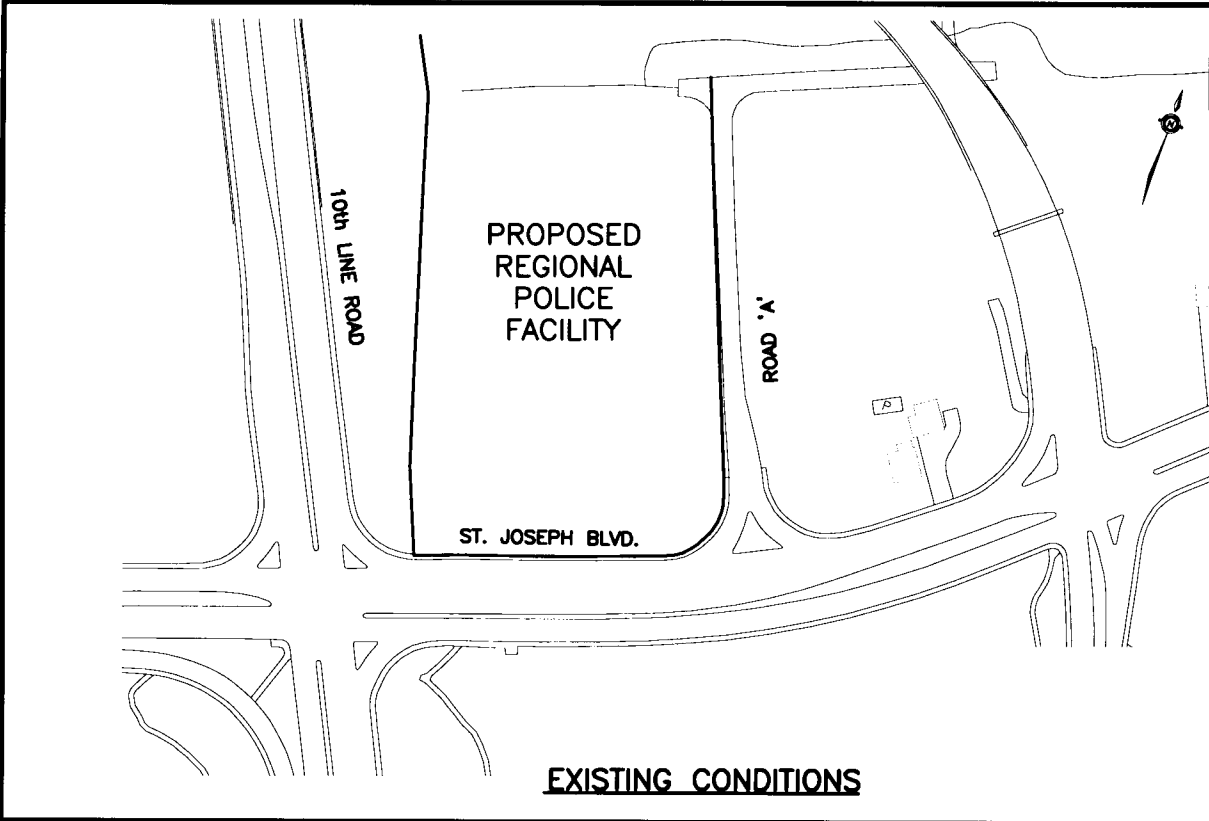 10th LINE ROAD
PROPOSED
REGIONAL
POLICE
FACILITY
ROAD 'A'
P
ST. JOSEPH BLVD.
N
EXISTING CONDITIONS